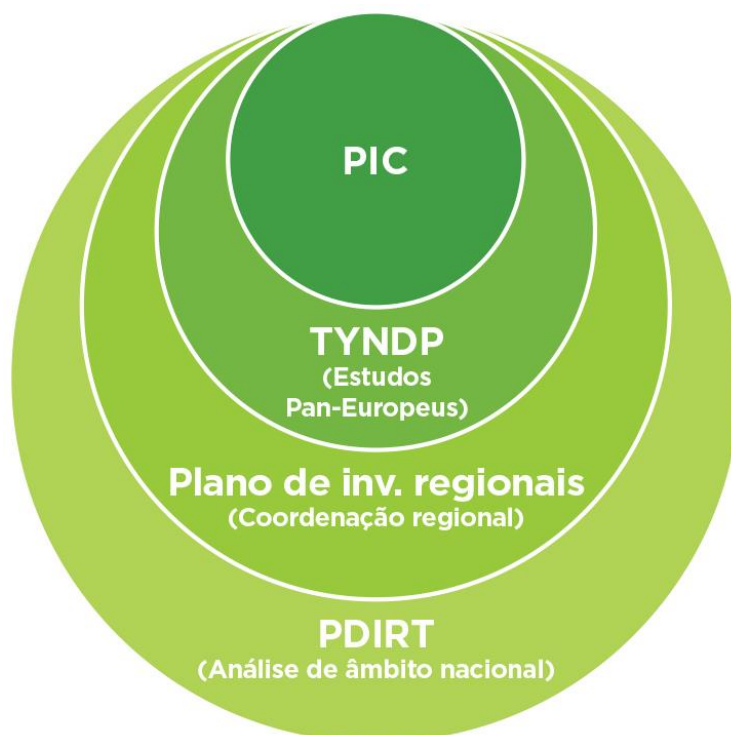 PIC
TYNDP
(Estudos
Pan-Europeus)
Plano de inv. regionais
(Coordenação regional)
PDIRT
(Análise de âmbito nacional)